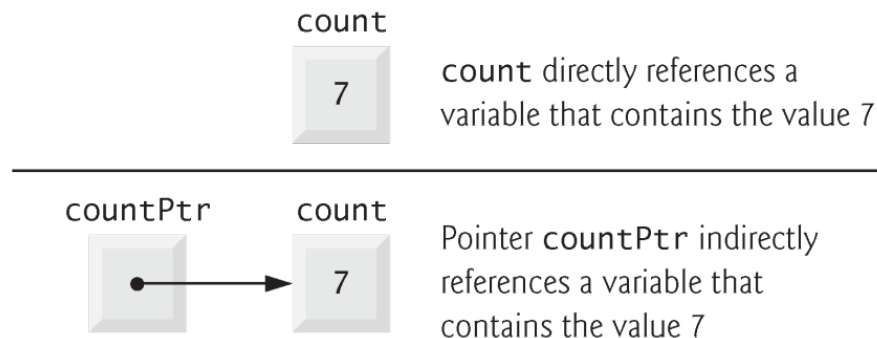 count
7
count directly references a
variable that contains the value 7
countPtr
count
7
Pointer countPtr indirectly
references a variable that
contains the value 7